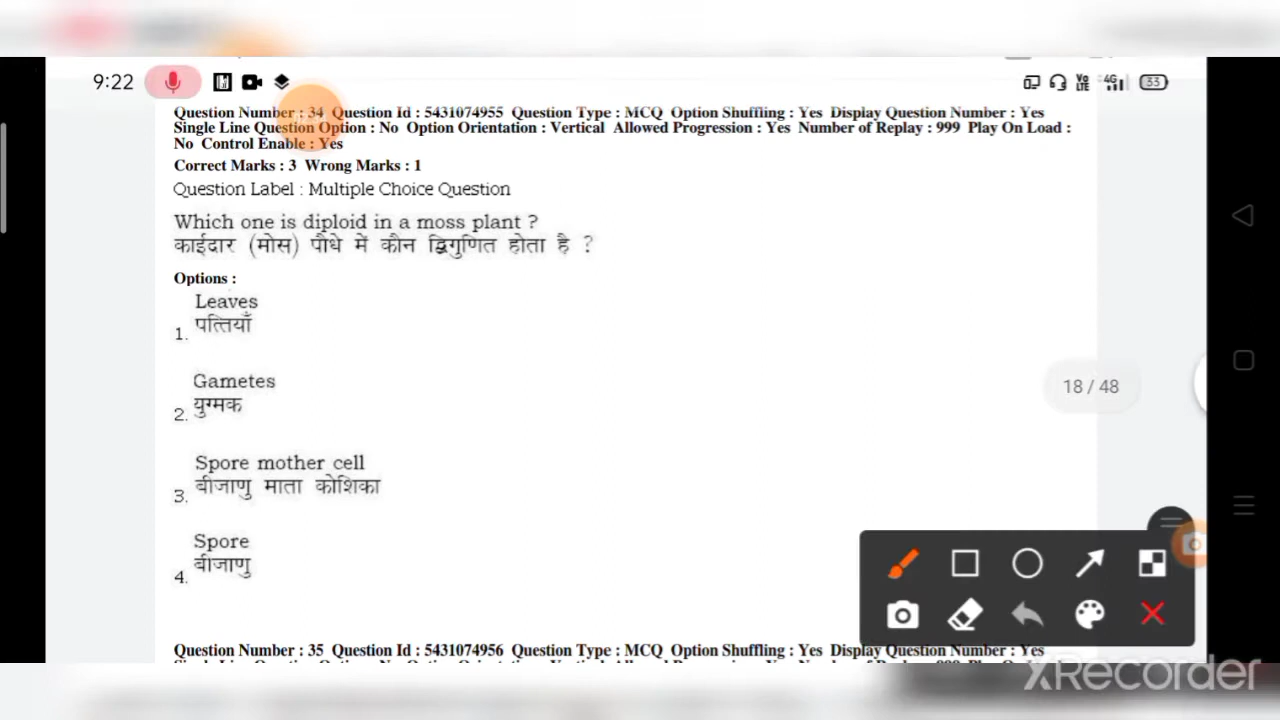 9:22
Vo LTE 4G 33
Question Number : 34 Question Id : 5431074955 Question Type : MCQ Option Shuffling : Yes Display Question Number : Yes
Single Line Question Option : No Option Orientation : Vertical Allowed Progression : Yes Number of Replay : 999 Play On Load :
No Control Enable : Yes
Correct Marks : 3 Wrong Marks : 1
Question Label : Multiple Choice Question
Which one is diploid in a moss plant ?
काईदार (मोस) पौधे में कौन द्विगुणित होता है ?
Options :
Leaves
1. पत्तियाँ
18 / 48
Gametes
2. युग्मक
Spore mother cell
3. बीजाणु माता कोशिका
Spore
4. बीजाणु
Question Number : 35 Question Id : 5431074956 Question Type : MCQ Option Shuffling : Yes Display Question Number : Yes
XRecorder